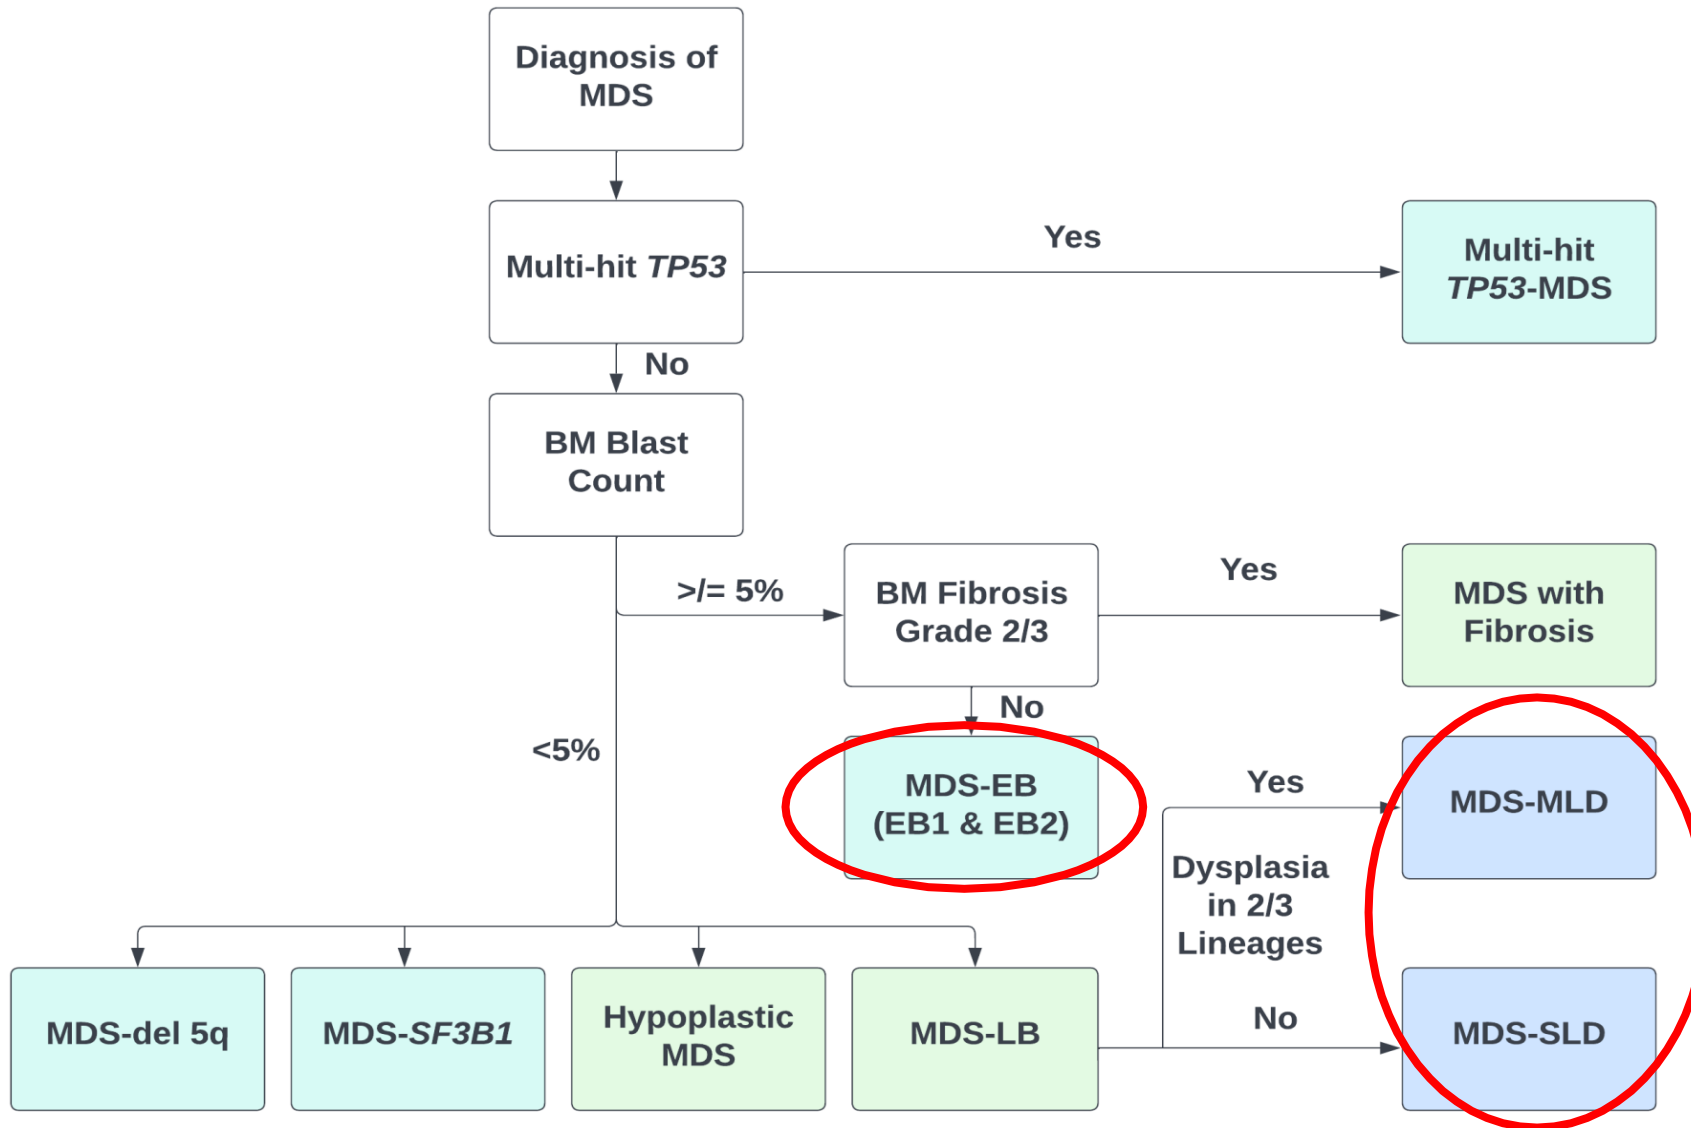 Diagnosis of
MDS
Multi-hit TP53
Yes
Multi-hit
TP53-MDS
No
BM Blast
Count
>/= 5%
BM Fibrosis
Grade 2/3
Yes
MDS with
Fibrosis
No
<5%
MDS-EB
(EB1 & EB2)
Yes
MDS-MLD
Dysplasia
in 2/3
Lineages
No
MDS-del 5q
MDS-SF3B1
Hypoplastic
MDS
MDS-LB
MDS-SLD